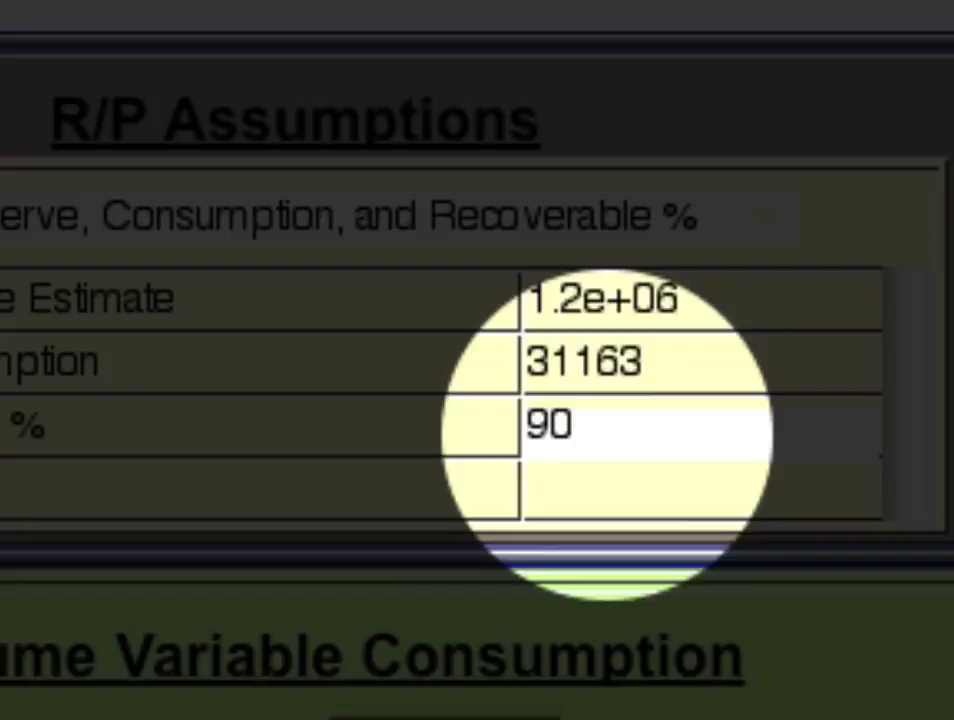 R/P Assumptions
erve, Consumption, and Recoverable %
e Estimate 1.2e+06
mption 31163
% 90
ume Variable Consumption